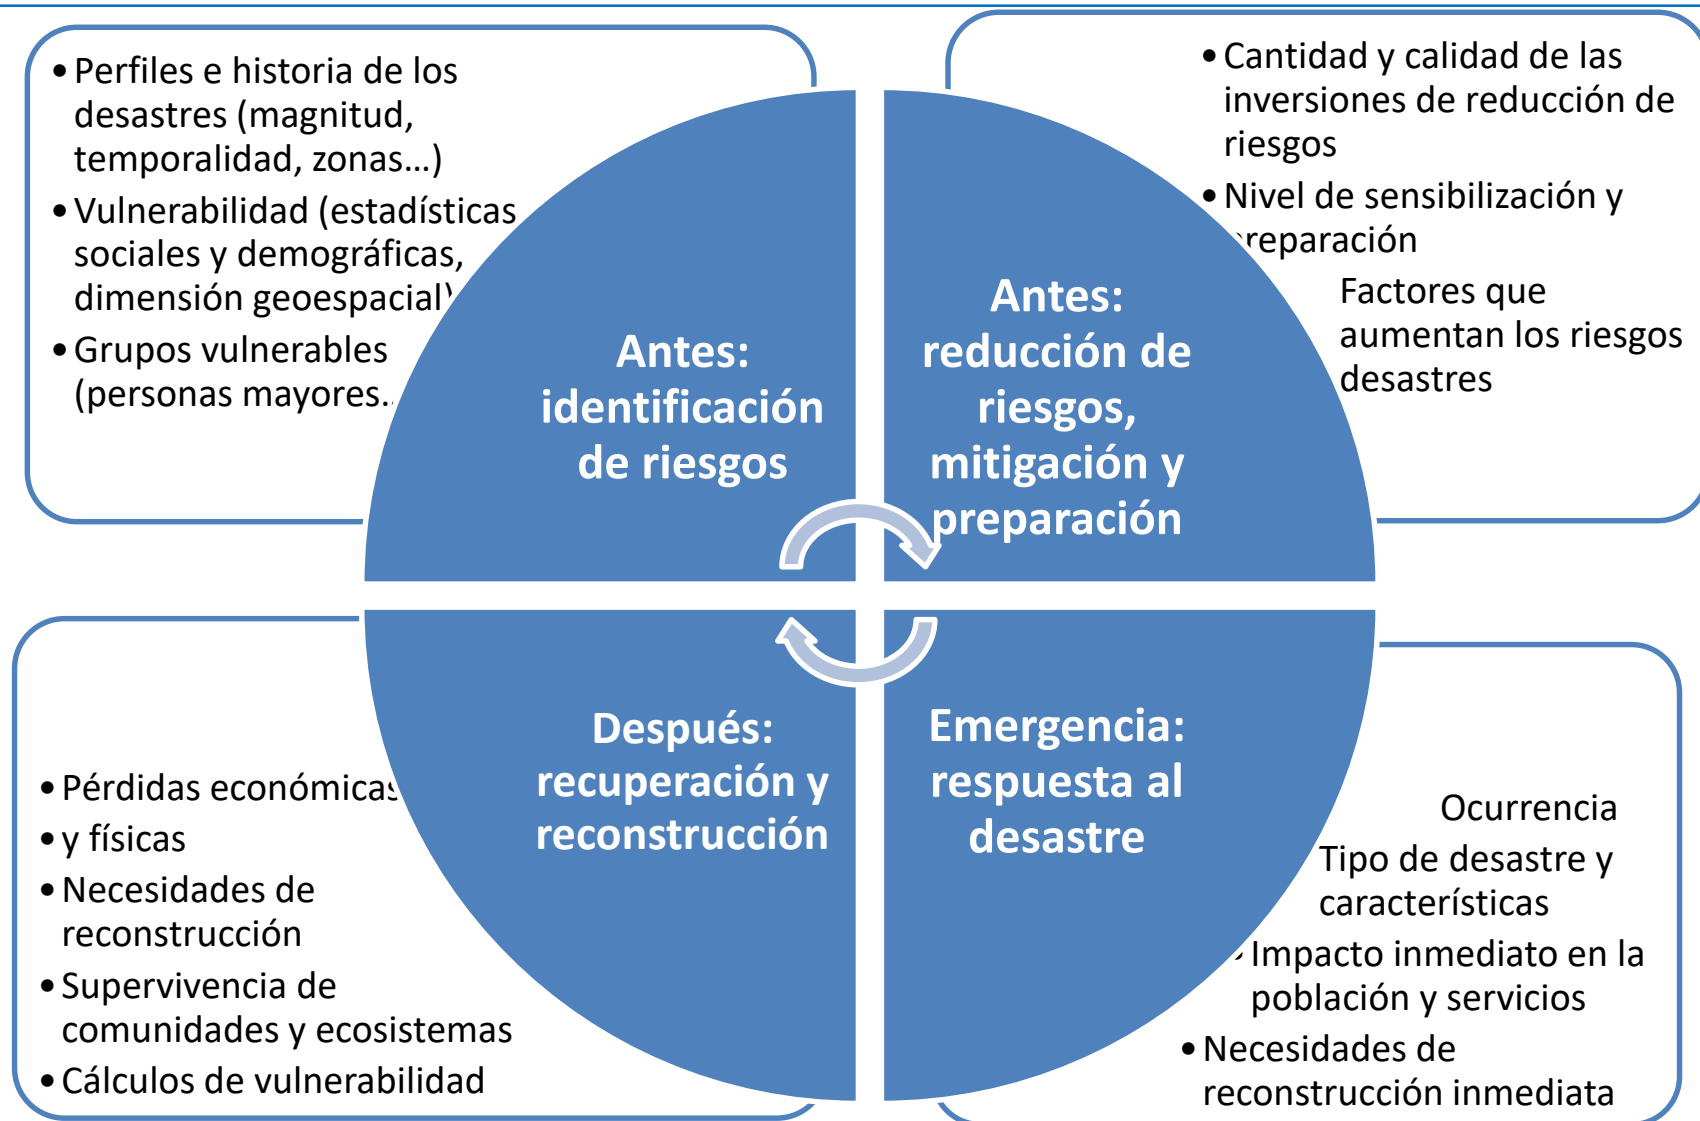 • Perfiles e historia de los
desastres (magnitud,
temporalidad, zonas...)
• Vulnerabilidad (estadísticas
sociales y demográficas,
dimensión geoespacial)
• Grupos vulnerables
(personas mayores..
Antes:
identificación
de riesgos
Antes:
reducción de
riesgos,
mitigación y
preparación
• Cantidad y calidad de las
inversiones de reducción de
riesgos
• Nivel de sensibilización y
preparación
Factores que
aumentan los riesgos
desastres
Después:
recuperación y
reconstrucción
• Pérdidas económicas
• y físicas
• Necesidades de
reconstrucción
• Supervivencia de
comunidades y ecosistemas
• Cálculos de vulnerabilidad
Emergencia:
respuesta al
desastre
Ocurrencia
Tipo de desastre y
características
• Impacto inmediato en la
población y servicios
• Necesidades de
reconstrucción inmediata